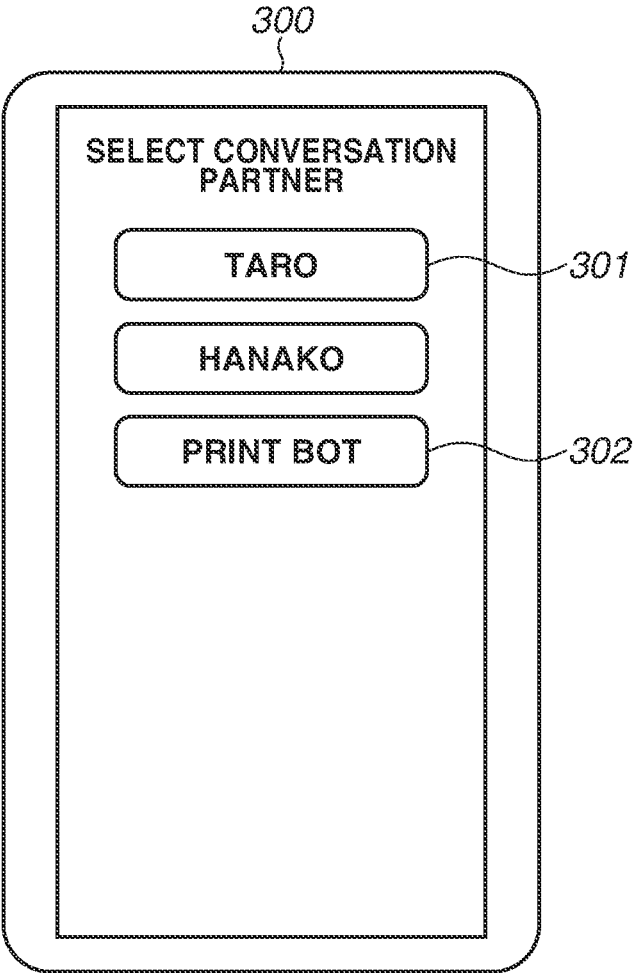 300
SELECT CONVERSATION
PARTNER
TARO
301
HANAKO
PRINT BOT
302